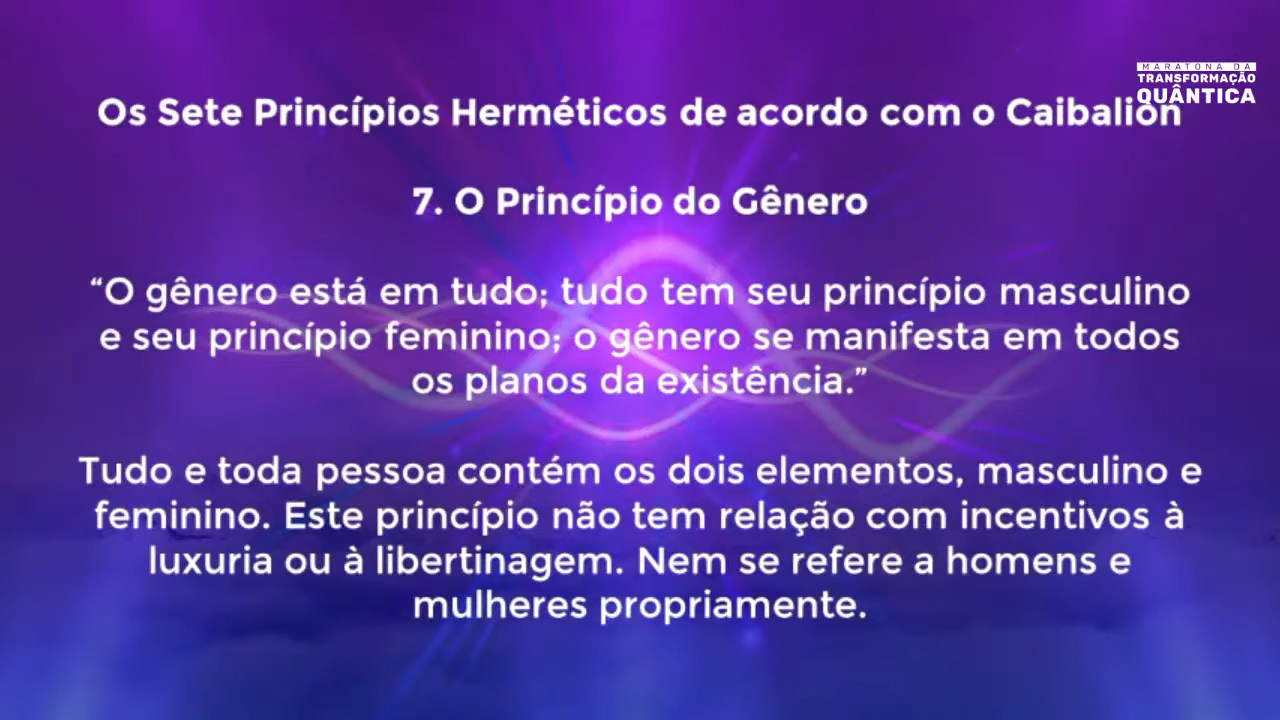 MARATONA DA
TRANSFORMAÇÃO
QUÂNTICA
Os Sete Princípios Herméticos de acordo com o Caibalion
7. O Princípio do Gênero
“O gênero está em tudo; tudo tem seu princípio masculino
e seu princípio feminino; o gênero se manifesta em todos
os planos da existência.”
Tudo e toda pessoa contém os dois elementos, masculino e
feminino. Este princípio não tem relação com incentivos à
luxuria ou à libertinagem. Nem se refere a homens e
mulheres propriamente.